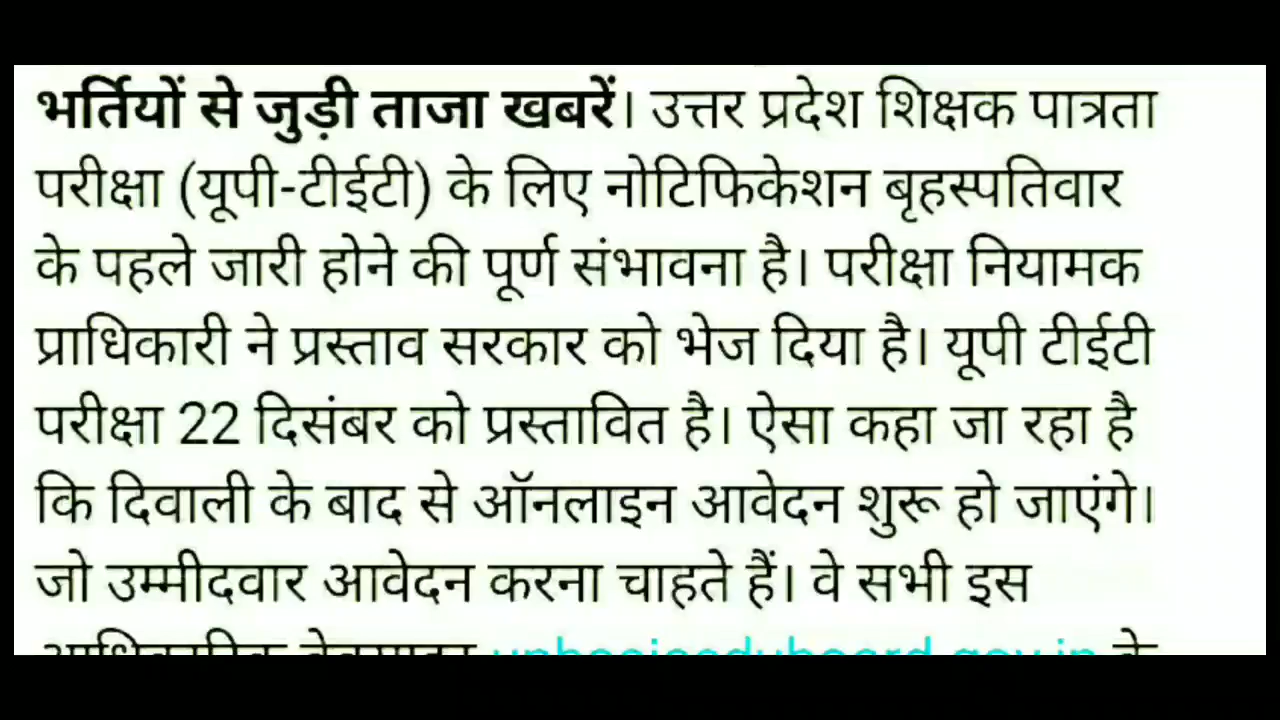 भर्तियों से जुड़ी ताजा खबरें। उत्तर प्रदेश शिक्षक पात्रता
परीक्षा (यूपी-टीईटी) के लिए नोटिफिकेशन बृहस्पतिवार
के पहले जारी होने की पूर्ण संभावना है। परीक्षा नियामक
प्राधिकारी ने प्रस्ताव सरकार को भेज दिया है। यूपी टीईटी
परीक्षा 22 दिसंबर को प्रस्तावित है। ऐसा कहा जा रहा है
कि दिवाली के बाद से ऑनलाइन आवेदन शुरू हो जाएंगे।
जो उम्मीदवार आवेदन करना चाहते हैं। वे सभी इस